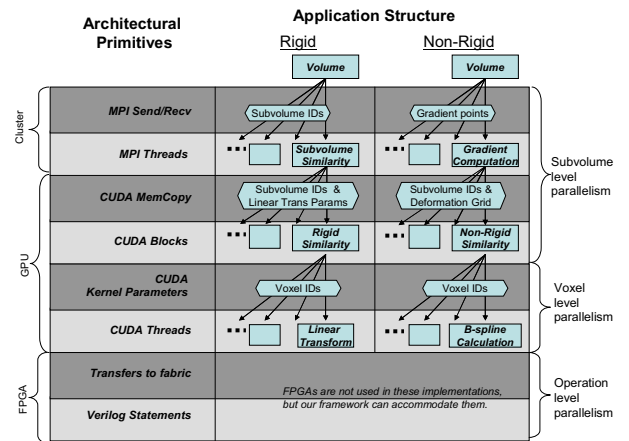 Architectural
Primitives
Application Structure
Rigid
Non-Rigid
Volume
Volume
Cluster
MPI Send/Recv
Subvolume IDs
Gradient points
MPI Threads
Subvolume
Similarity
Gradient
Computation
Subvolume
level
parallelism
GPU
CUDA MemCopy
Subvolume IDs &
Linear Trans Params
Subvolume IDs &
Deformation Grid
CUDA Blocks
Rigid
Similarity
Non-Rigid
Similarity
CUDA
Kernel Parameters
Voxel IDs
Voxel IDs
Voxel
level
parallelism
CUDA Threads
Linear
Transform
B-spline
Calculation
FPGA
Transfers to fabric
FPGAs are not used in these implementations,
but our framework can accommodate them.
Operation
level
parallelism
Verilog Statements